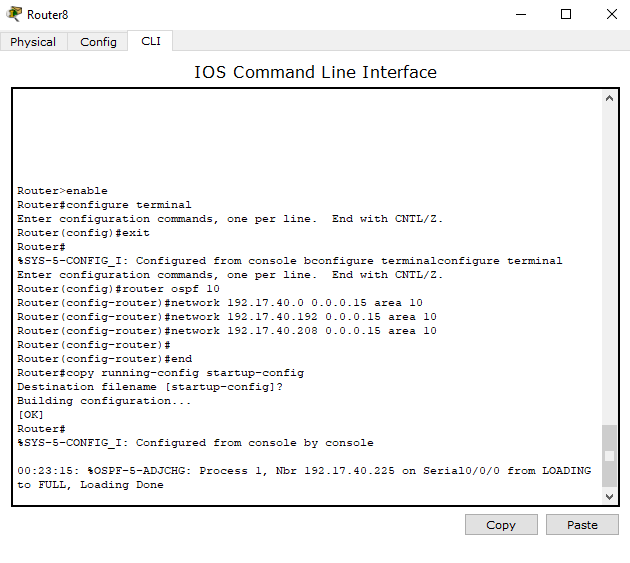 Router8
Physical Config CLI
IOS Command Line Interface
Router>enable
Router#configure terminal
Enter configuration commands, one per line.  End with CNTL/Z.
Router(config)#exit
Router#
%SYS-5-CONFIG_I: Configured from console bconfigure terminalconfigure terminal
Enter configuration commands, one per line.  End with CNTL/Z.
Router(config)#router ospf 10
Router(config-router)#network 192.17.40.0 0.0.0.15 area 10
Router(config-router)#network 192.17.40.192 0.0.0.15 area 10
Router(config-router)#network 192.17.40.208 0.0.0.15 area 10
Router(config-router)#
Router(config-router)#end
Router#copy running-config startup-config
Destination filename [startup-config]?
Building configuration...
[OK]
Router#
%SYS-5-CONFIG_I: Configured from console by console
00:23:15: %OSPF-5-ADJCHG: Process 1, Nbr 192.17.40.225 on Serial0/0/0 from LOADING
to FULL, Loading Done
Copy Paste